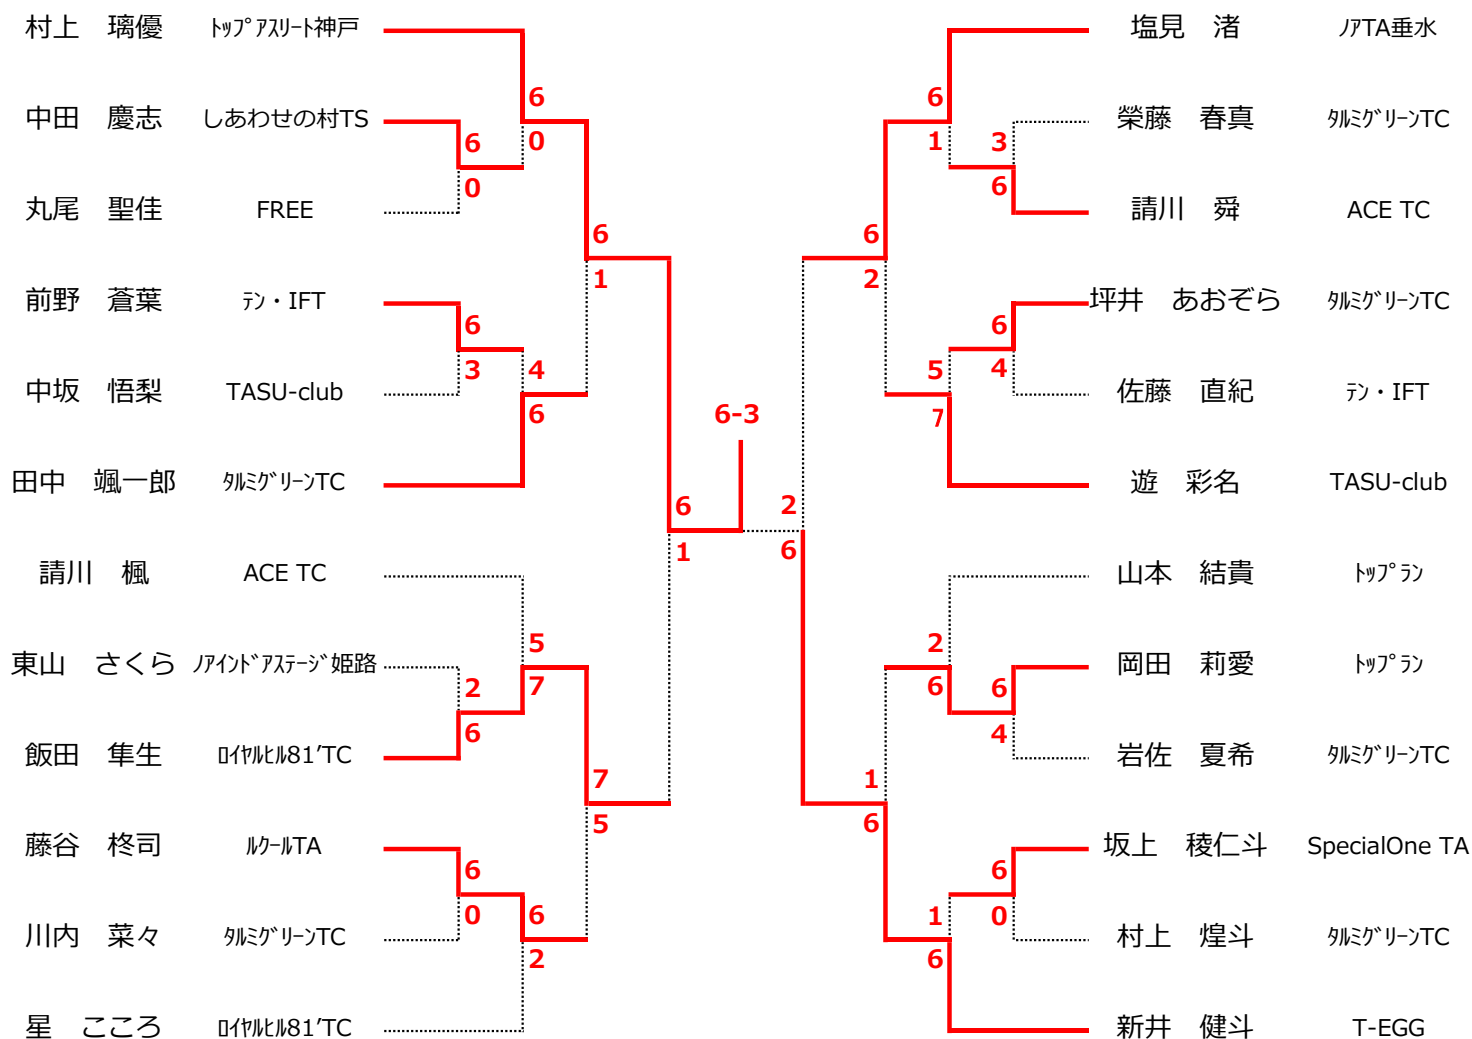 村上　璃優 ﾄｯﾌﾟｱｽﾘｰﾄ神戸
中田　慶志 しあわせの村TS
丸尾　聖佳 FREE
前野　蒼葉 ﾃﾝ・IFT
中坂　悟梨 TASU-club
田中　颯一郎 ﾀﾙﾐｸﾞﾘｰﾝTC
請川　楓 ACE TC
東山　さくら ﾉｱｲﾝﾄﾞｱｽﾃｰｼﾞ姫路
飯田　隼生 ﾛｲﾔﾙﾋﾙ81’TC
藤谷　柊司 ﾙｸｰﾙTA
川内　菜々 ﾀﾙﾐｸﾞﾘｰﾝTC
星　こころ ﾛｲﾔﾙﾋﾙ81’TC
6
0
6
3
2
6
6
0
6
0
4
6
5
7
6
2
6
1
7
5
6
1
6-3
2
6
6
2
1
6
6
1
5
7
2
6
1
6
3
6
6
4
6
4
6
0
塩見　渚 ﾉｱTA垂水
榮藤　春真 ﾀﾙﾐｸﾞﾘｰﾝTC
請川　舜 ACE TC
坪井　あおぞら ﾀﾙﾐｸﾞﾘｰﾝTC
佐藤　直紀 ﾃﾝ・IFT
遊　彩名 TASU-club
山本　結貴 ﾄｯﾌﾟﾗﾝ
岡田　莉愛 ﾄｯﾌﾟﾗﾝ
岩佐　夏希 ﾀﾙﾐｸﾞﾘｰﾝTC
坂上　稜仁斗 SpecialOne TA
村上　煌斗 ﾀﾙﾐｸﾞﾘｰﾝTC
新井　健斗 T-EGG